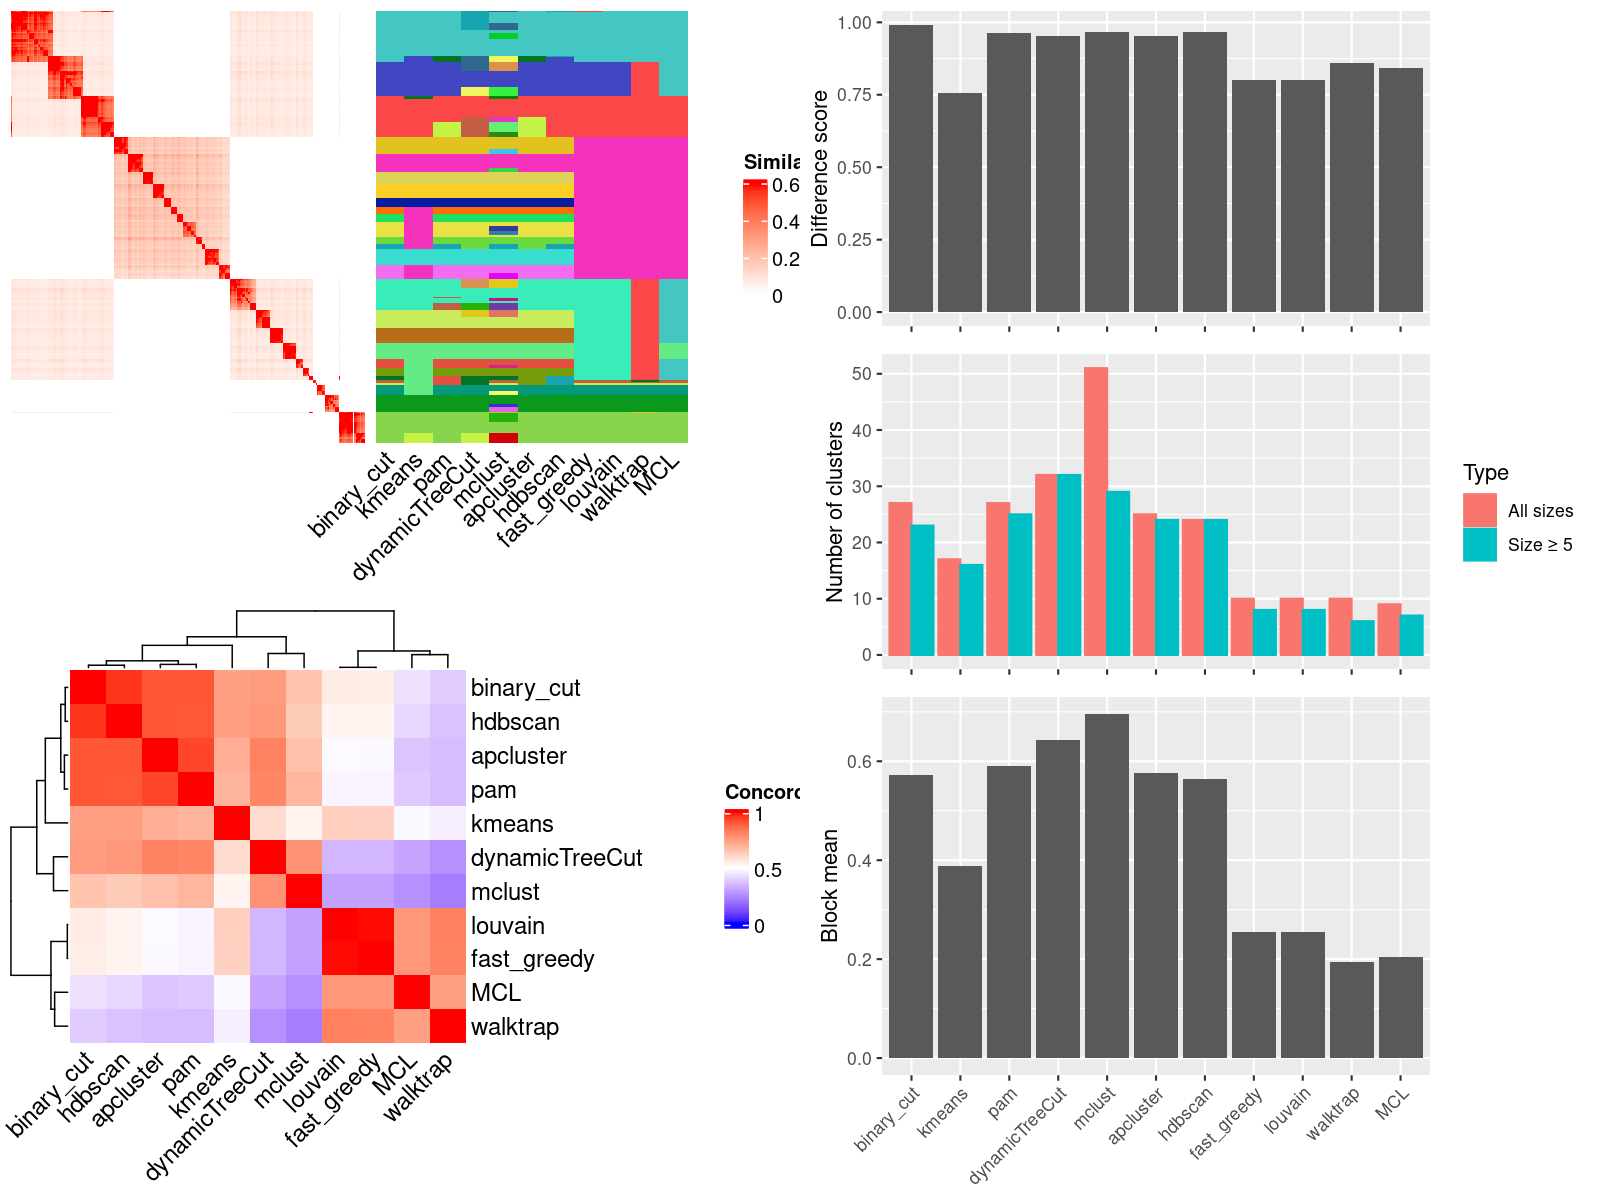 Simila
0.6
0.4
0.2
0
binary_cut
kmeans
pam
dynamicTreeCut
mclust
apcluster
hdbscan
fast_greedy
louvain
walktrap
MCL
binary_cut
hdbscan
apcluster
pam
kmeans
dynamicTreeCut
mclust
louvain
fast_greedy
MCL
walktrap
Concord
1
0.5
0
binary_cut
hdbscan
apcluster
pam
kmeans
dynamicTreeCut
mclust
louvain
fast_greedy
MCL
walktrap
Difference score
1.00
0.75
0.50
0.25
0.00
Number of clusters
50
40
30
20
10
0
Type
All sizes
Size ≥ 5
Block mean
0.6
0.4
0.2
0.0
binary_cut
kmeans
pam
dynamicTreeCut
mclust
apcluster
hdbscan
fast_greedy
louvain
walktrap
MCL